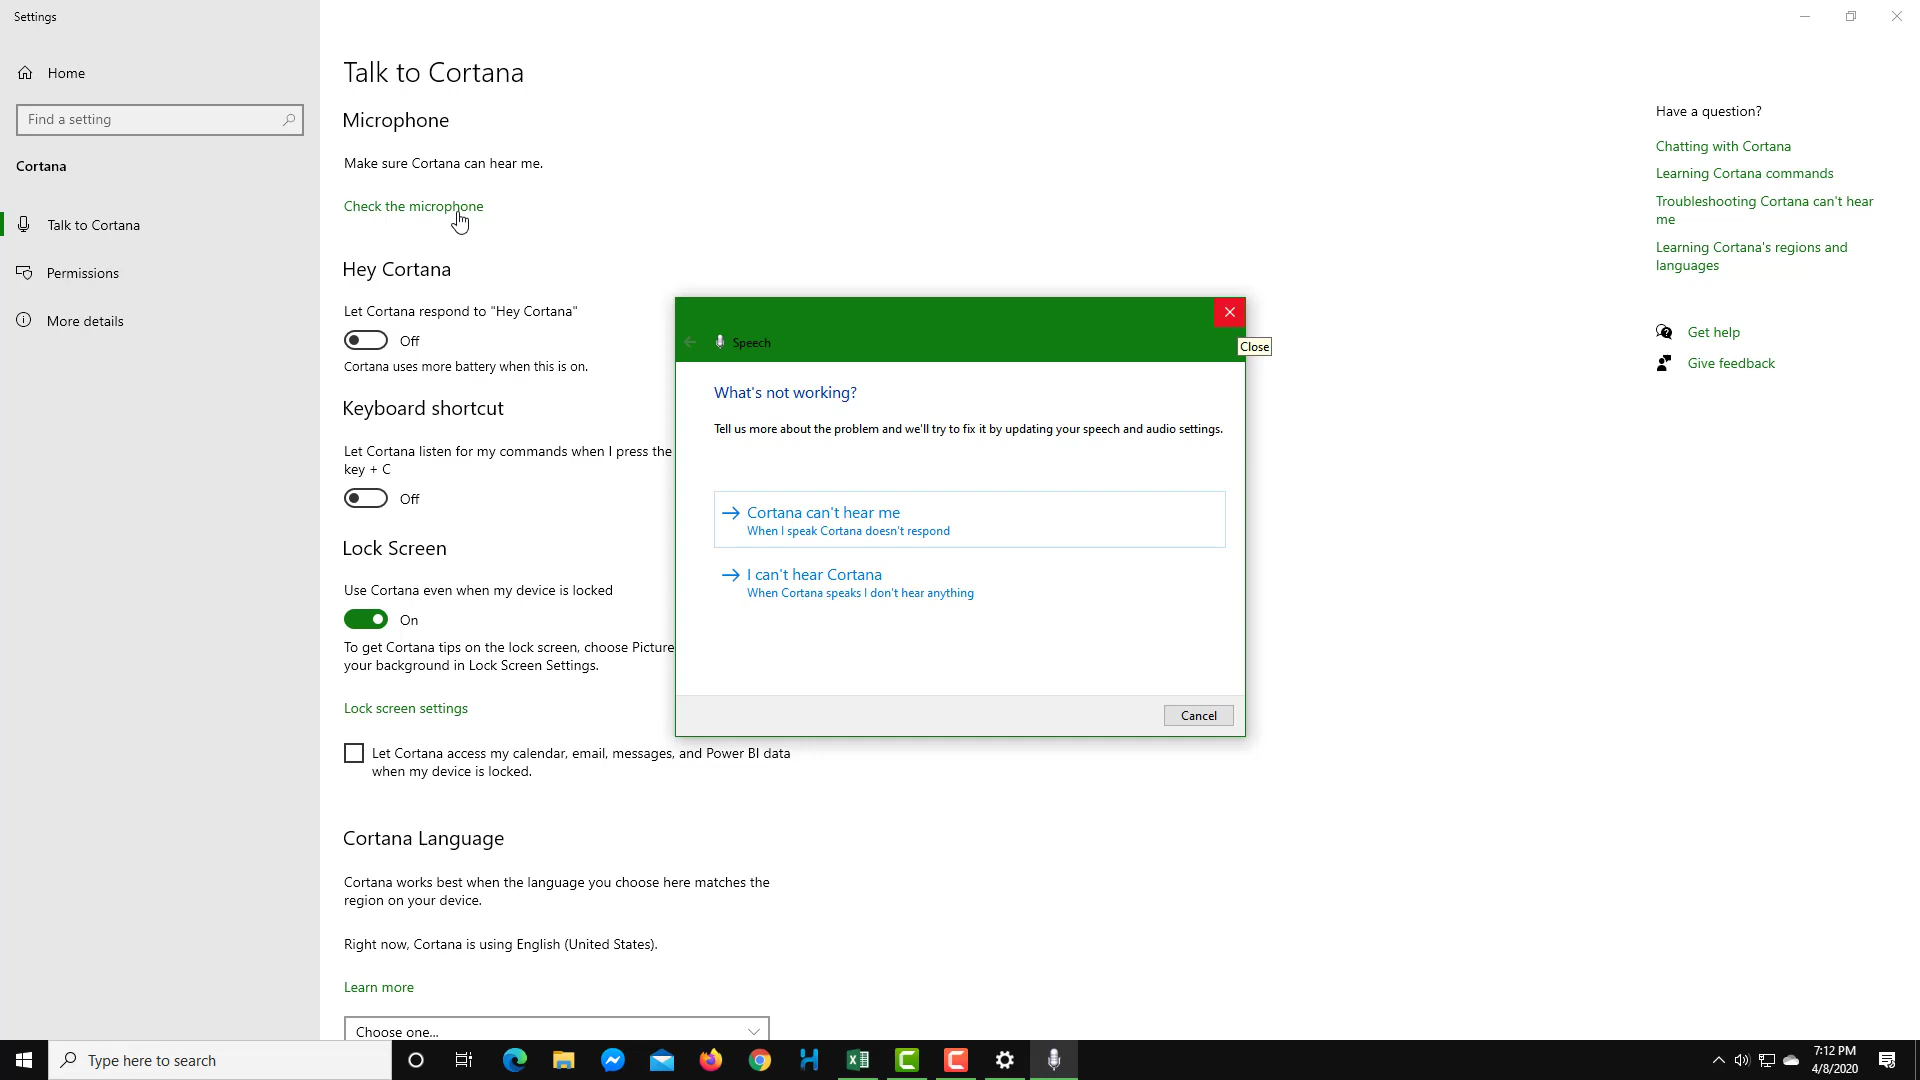 Settings
Home
Find a setting
Cortana
Talk to Cortana
Permissions
More details
Talk to Cortana
Microphone
Make sure Cortana can hear me.
Check the microphone
Hey Cortana
Let Cortana respond to "Hey Cortana"
Off
Cortana uses more battery when this is on.
Keyboard shortcut
Let Cortana listen for my commands when I press the
key + C
Off
Lock Screen
Use Cortana even when my device is locked
On
To get Cortana tips on the lock screen, choose Picture
your background in Lock Screen Settings.
Lock screen settings
Let Cortana access my calendar, email, messages, and Power BI data
when my device is locked.
Cortana Language
Cortana works best when the language you choose here matches the
region on your device.
Right now, Cortana is using English (United States).
Learn more
Choose one...
Speech
Close
What's not working?
Tell us more about the problem and we'll try to fix it by updating your speech and audio settings.
Cortana can't hear me
When I speak Cortana doesn't respond
I can't hear Cortana
When Cortana speaks I don't hear anything
Cancel
Have a question?
Chatting with Cortana
Learning Cortana commands
Troubleshooting Cortana can't hear
me
Learning Cortana's regions and
languages
Get help
Give feedback
Type here to search
7:12 PM
4/8/2020